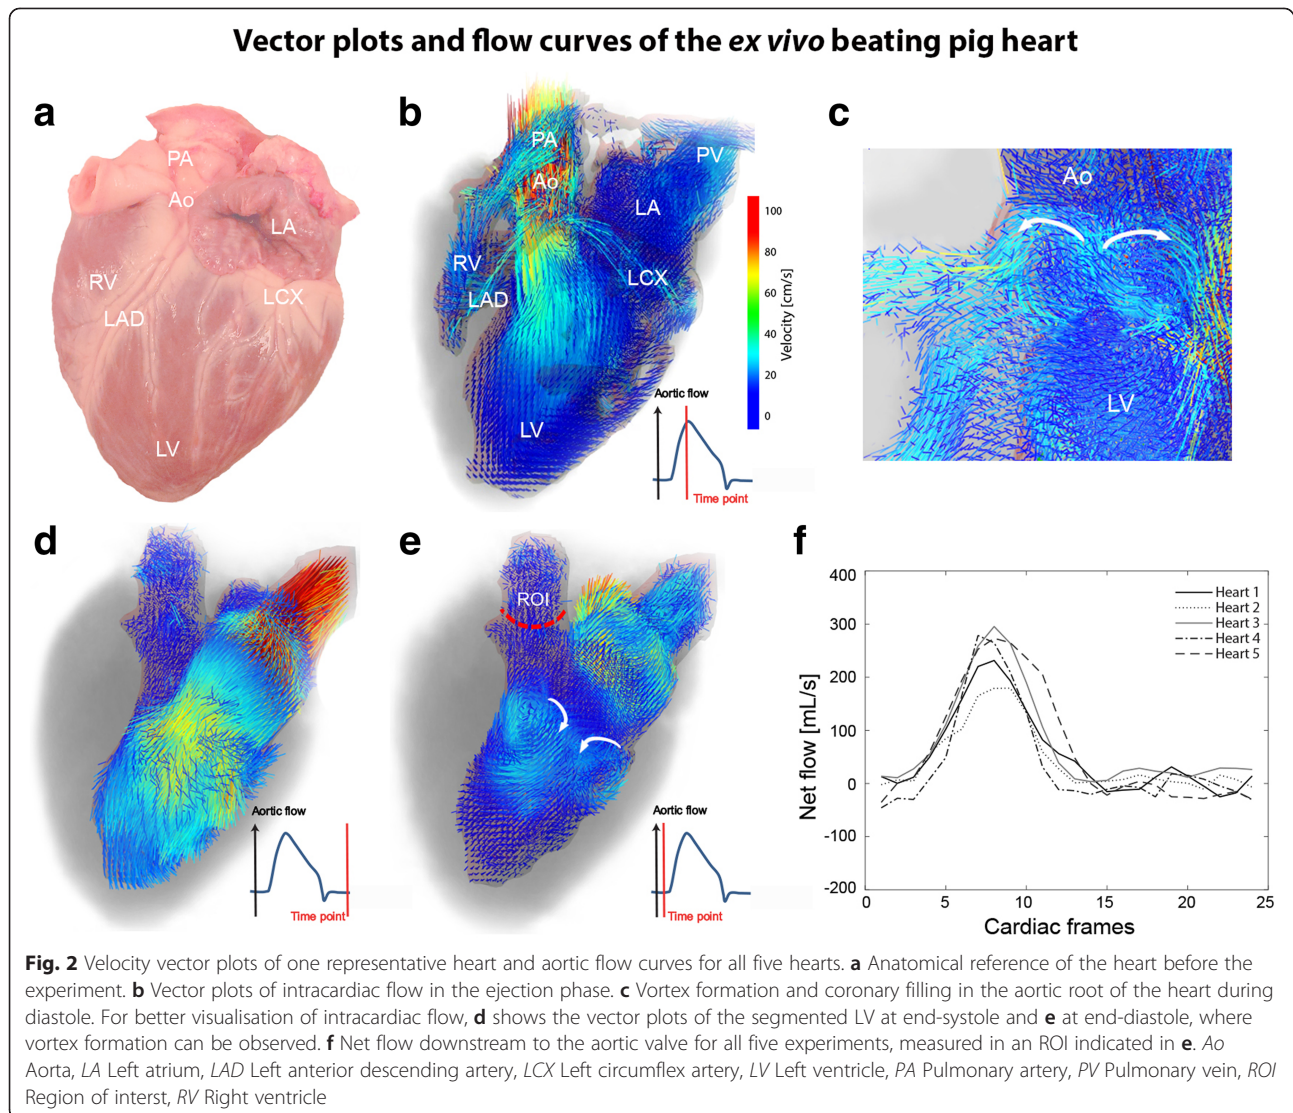 Vector plots and flow curves of the ex vivo beating pig heart
a
PA
Ao
LA
RV
LCX
LAD
LV
b
PA
PV
Ao
LA
RV
LCX
LAD
LV
100
80
60
40
20
0
Velocity [cm/s]
Aortic flow
Time point
c
Ao
LV
d
Aortic flow
Time point
e
ROI
Aortic flow
Time point
f
400
300
200
100
0
-100
-200
Net flow [mL/s]
Heart 1
Heart 2
Heart 3
Heart 4
Heart 5
0 5 10 15 20 25
Cardiac frames
Fig. 2 Velocity vector plots of one representative heart and aortic flow curves for all five hearts. a Anatomical reference of the heart before the
experiment. b Vector plots of intracardiac flow in the ejection phase. c Vortex formation and coronary filling in the aortic root of the heart during
diastole. For better visualisation of intracardiac flow, d shows the vector plots of the segmented LV at end-systole and e at end-diastole, where
vortex formation can be observed. f Net flow downstream to the aortic valve for all five experiments, measured in an ROI indicated in e. Ao
Aorta, LA Left atrium, LAD Left anterior descending artery, LCX Left circumflex artery, LV Left ventricle, PA Pulmonary artery, PV Pulmonary vein, ROI
Region of interst, RV Right ventricle